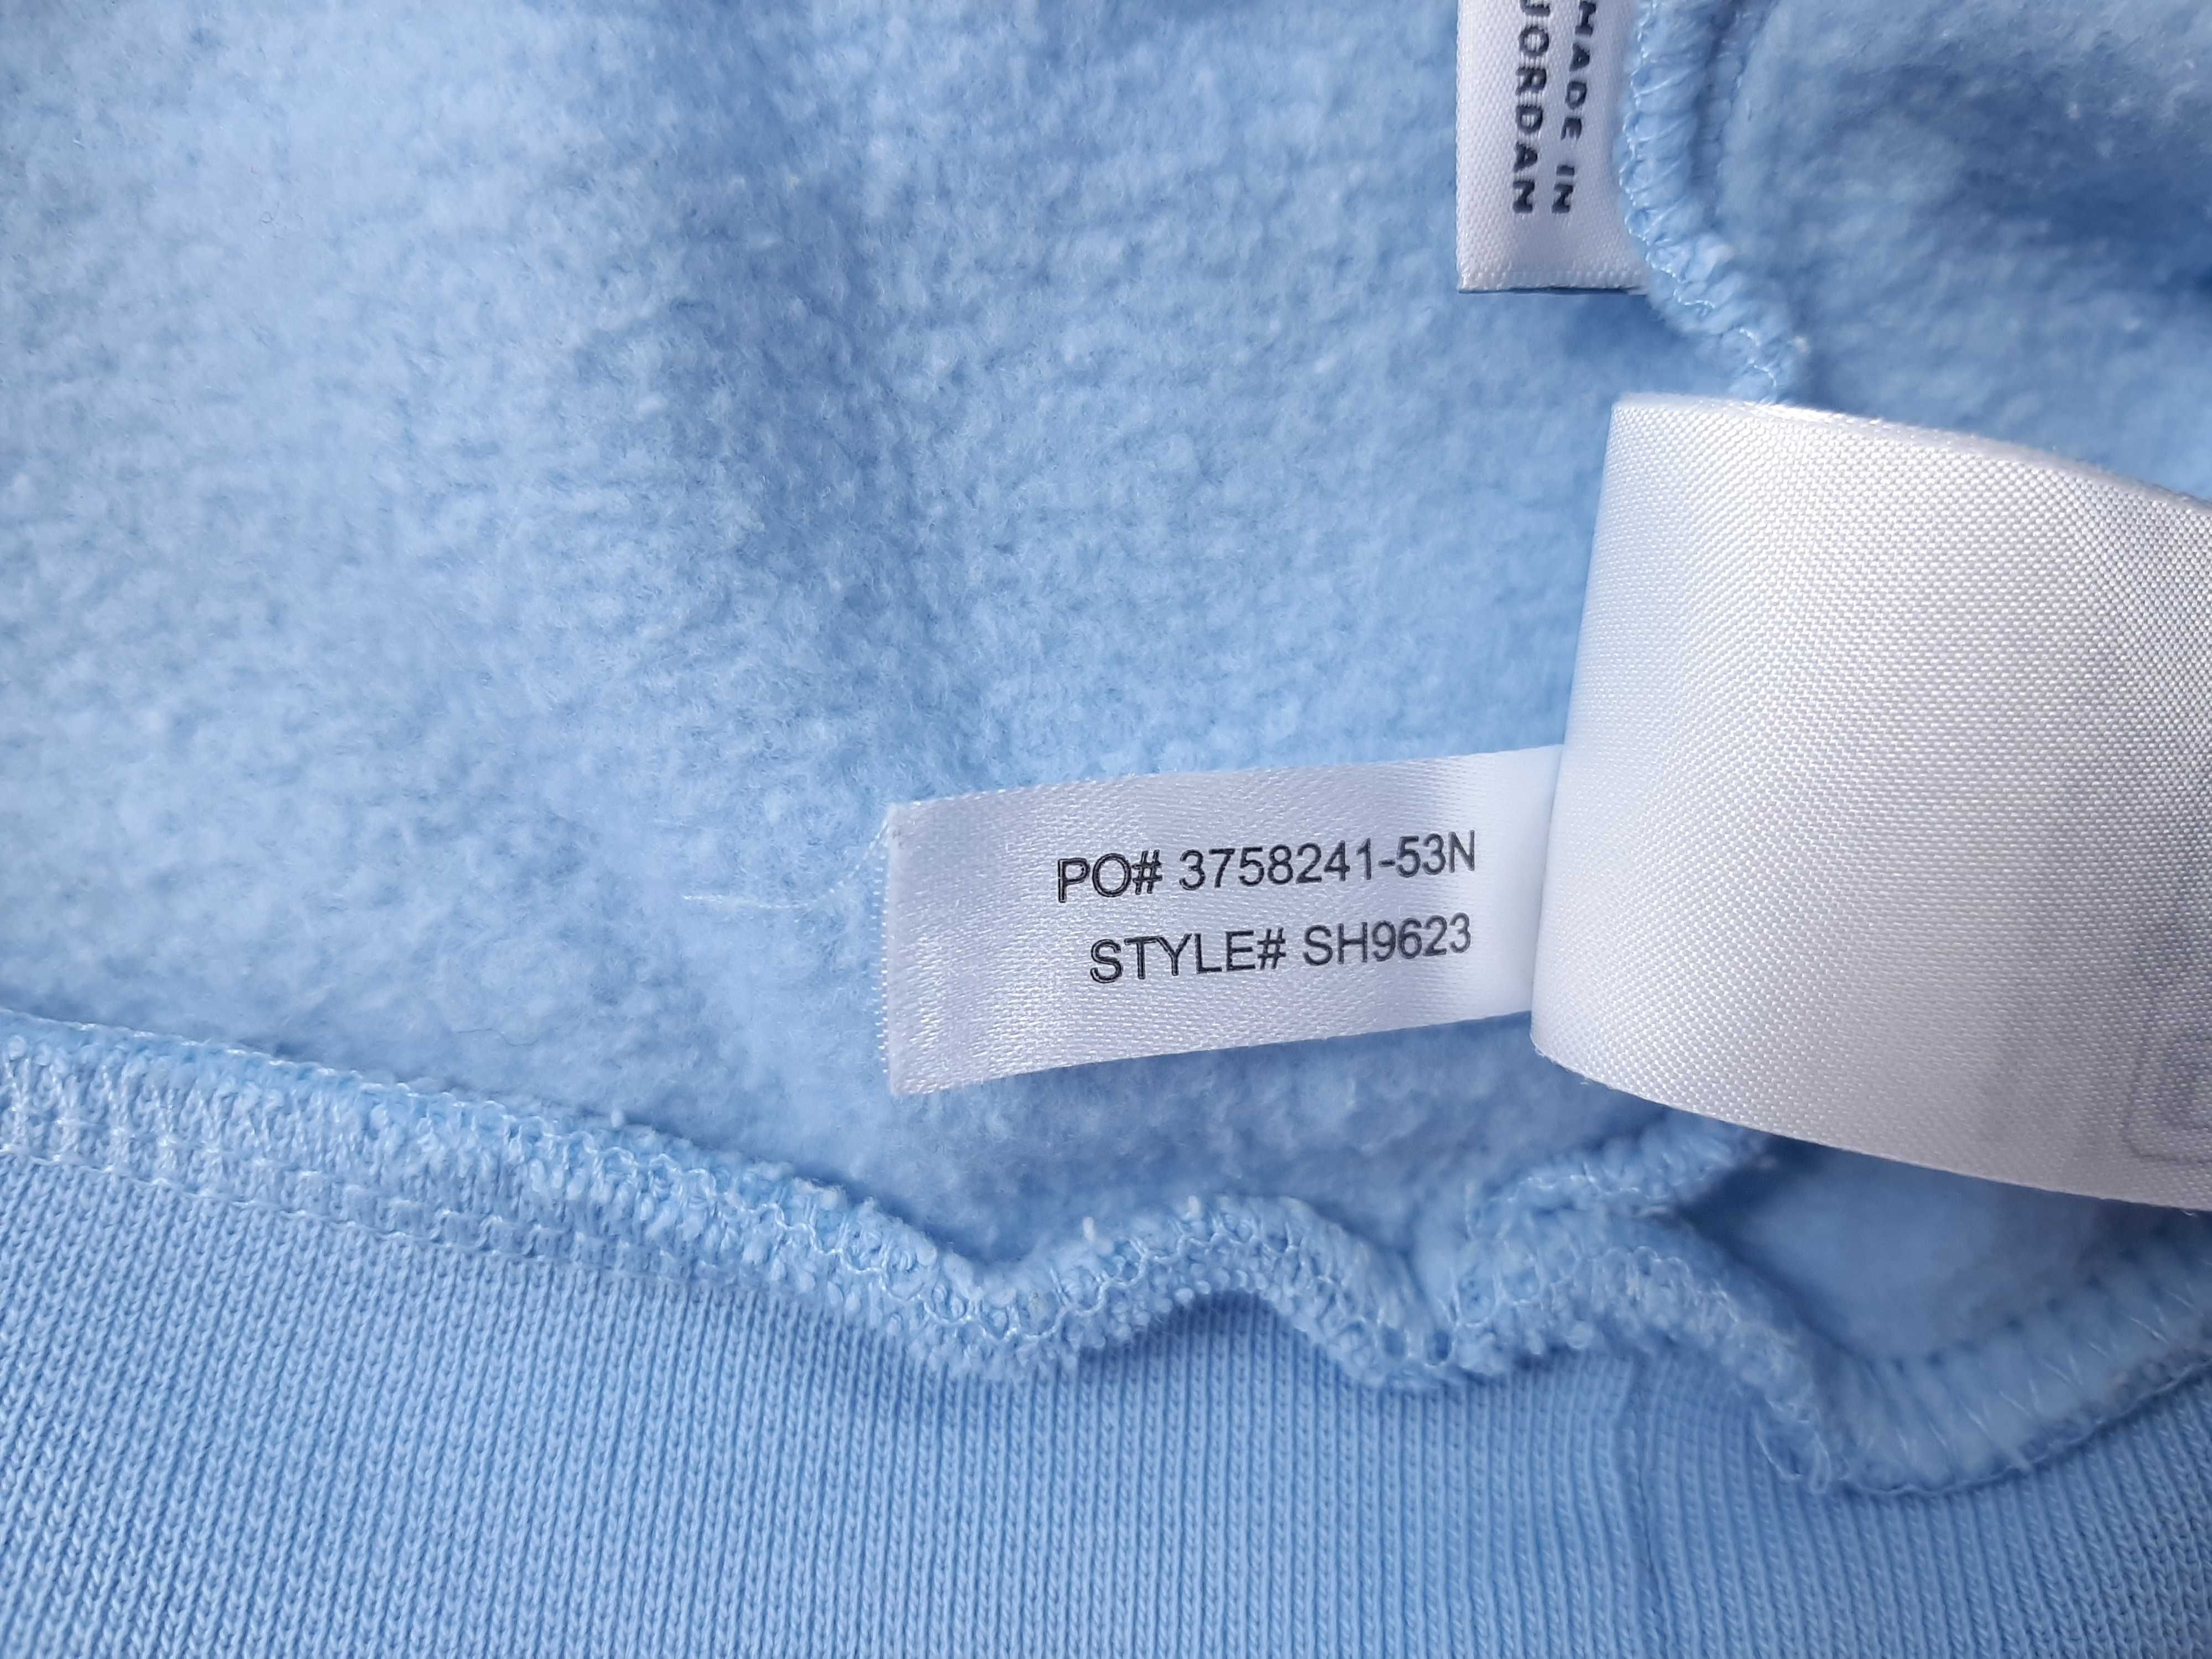 MADE IN
JORDAN
PO# 3758241-53N
STYLE# SH9623